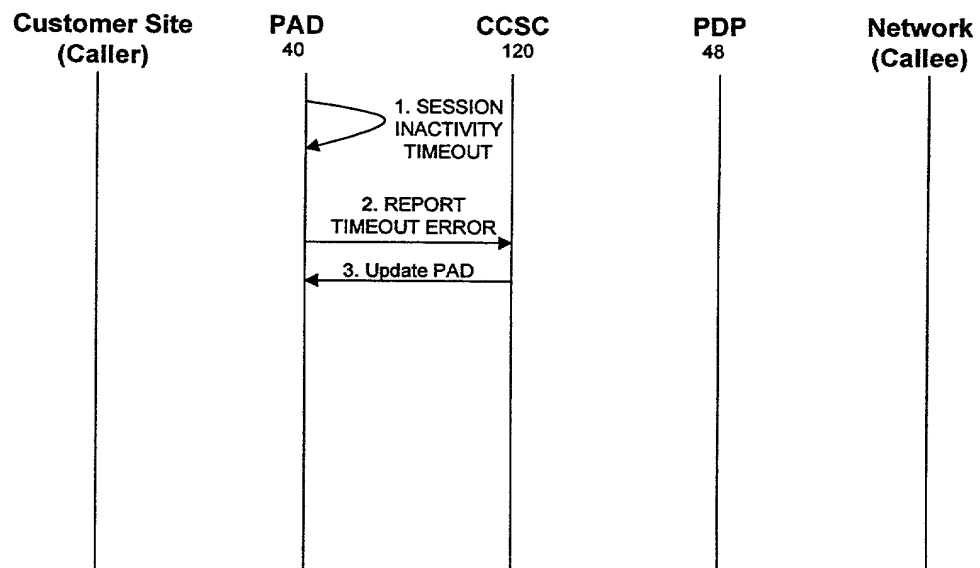 Customer Site
(Caller)
PAD
40
CCSC
120
PDP
48
Network
(Callee)
1. SESSION
INACTIVITY
TIMEOUT
2. REPORT
TIMEOUT ERROR
3. Update PAD